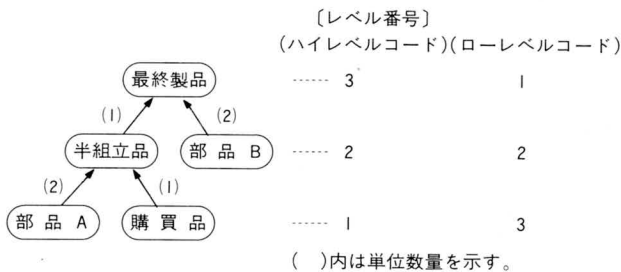 〔レベル番号〕
(ハイレベルコード)(ローレベルコード)
最終製品 …… 3 1
(1) (2)
半組立品 部品B …… 2 2
(2) (1)
部品A 購買品 …… 1 3
( )内は単位数量を示す。